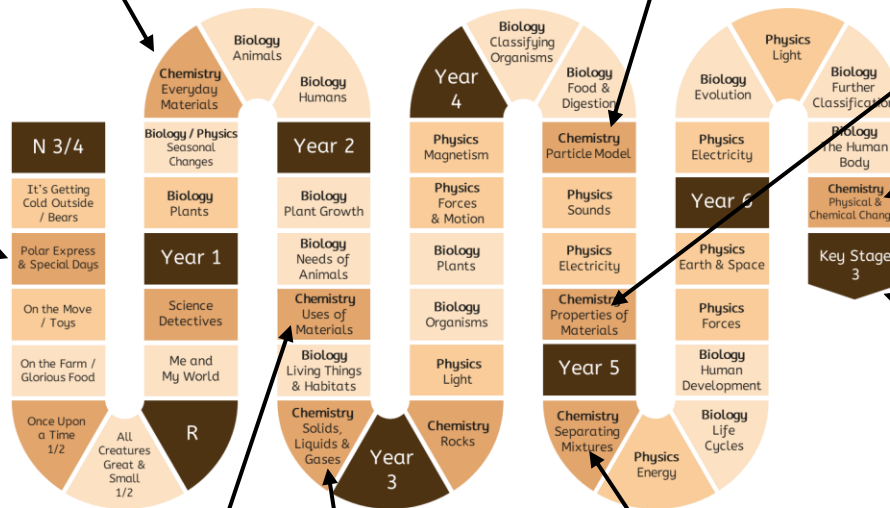 N 3/4
It's Getting
Cold Outside
/ Bears
Polar Express
& Special Days
On the Move
/ Toys
On the Farm /
Glorious Food
Once Upon
a Time
1/2
All
Creatures
Great &
Small
1/2
R
Me and
My World
Science
Detectives
Year 1
Biology
Plants
Biology / Physics
Seasonal
Changes
Chemistry
Everyday
Materials
Biology
Animals
Biology
Humans
Year 2
Biology
Plant Growth
Biology
Needs of
Animals
Chemistry
Uses of
Materials
Biology
Living Things
& Habitats
Chemistry
Solids,
Liquids &
Gases
Year
3
Chemistry
Rocks
Physics
Light
Biology
Organisms
Biology
Plants
Physics
Forces
& Motion
Physics
Magnetism
Year
4
Biology
Classifying
Organisms
Biology
Food &
Digestion
Chemistry
Particle Model
Physics
Sounds
Physics
Electricity
Chemistry
Properties of
Materials
Year 5
Chemistry
Separating
Mixtures
Physics
Energy
Biology
Life
Cycles
Biology
Human
Development
Physics
Forces
Physics
Earth & Space
Year 6
Physics
Electricity
Biology
Evolution
Physics
Light
Biology
Further
Classification
Biology
The Human
Body
Chemistry
Physical &
Chemical Chang
Key Stage
3